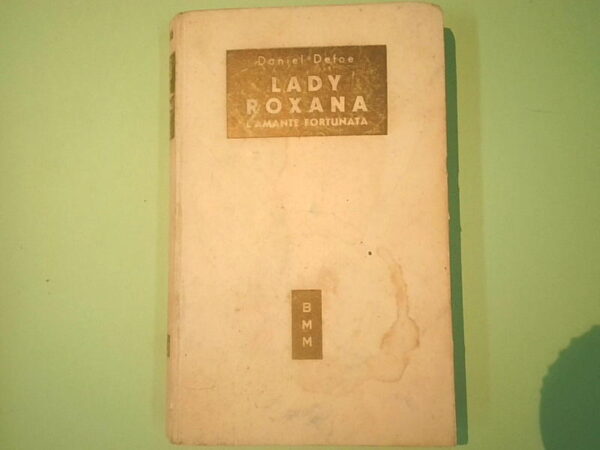 Daniel Defoe
LADY
ROXANA
L'AMANTE FORTUNATA
B
M
M